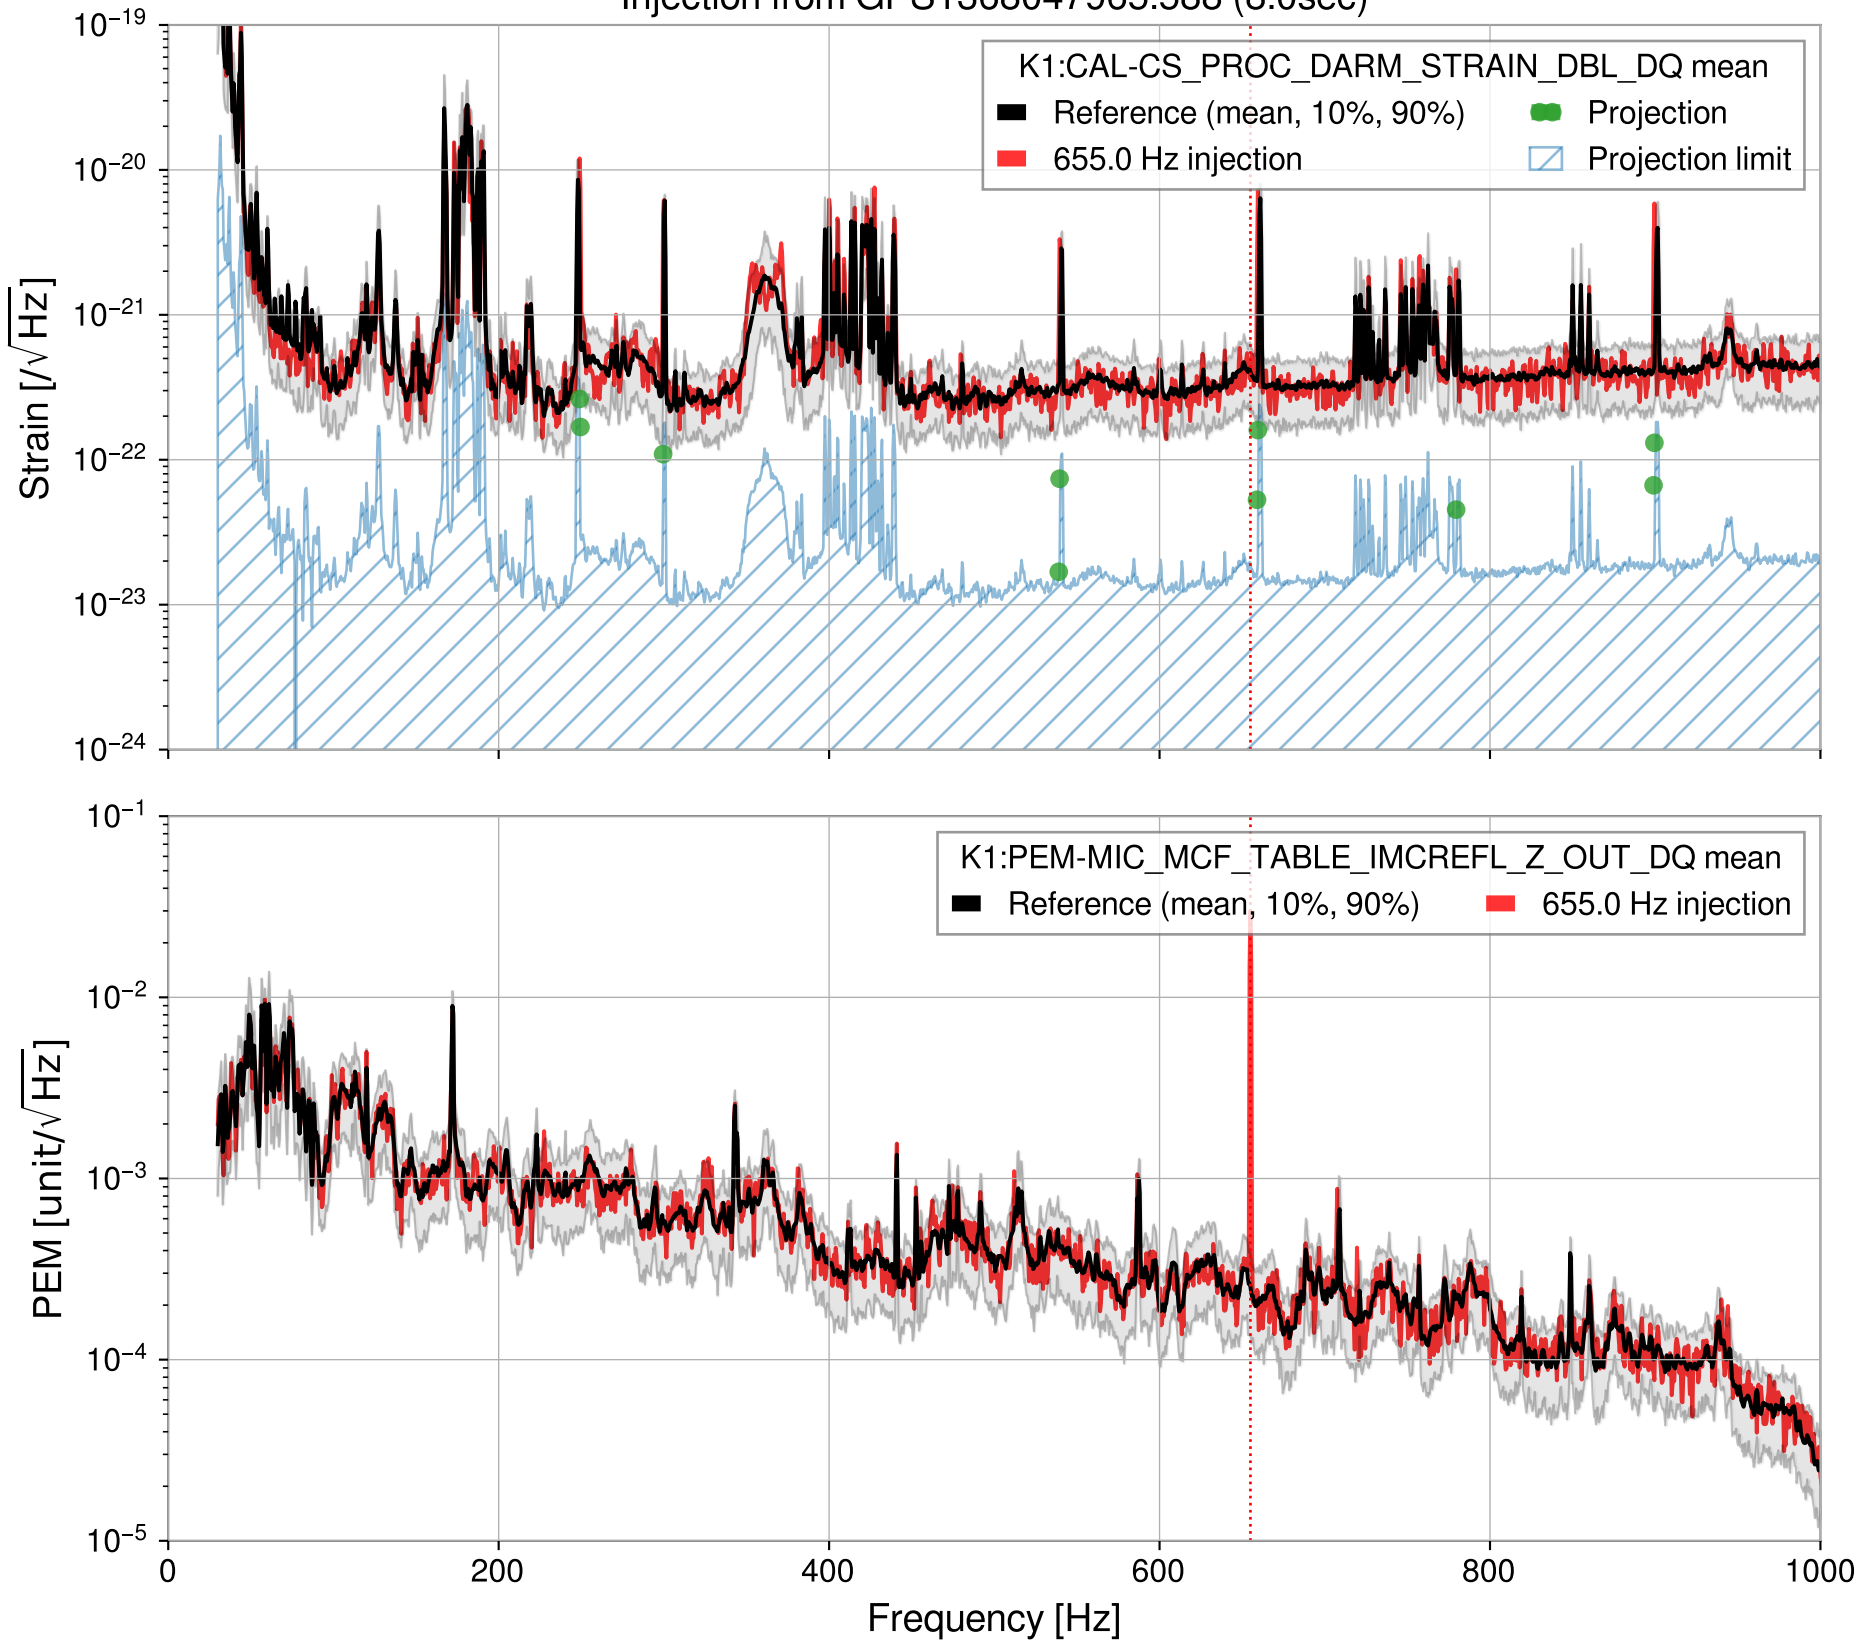 10⁻¹⁹
10⁻²⁰
10⁻²¹
10⁻²²
10⁻²³
10⁻²⁴
Strain [/√Hz]
K1:CAL-CS_PROC_DARM_STRAIN_DBL_DQ mean
Reference (mean, 10%, 90%)
Projection
655.0 Hz injection
Projection limit
10⁻¹
10⁻²
10⁻³
10⁻⁴
10⁻⁵
PEM [unit/√Hz]
K1:PEM-MIC_MCF_TABLE_IMCREFL_Z_OUT_DQ mean
Reference (mean, 10%, 90%)
655.0 Hz injection
0 200 400 600 800 1000
Frequency [Hz]